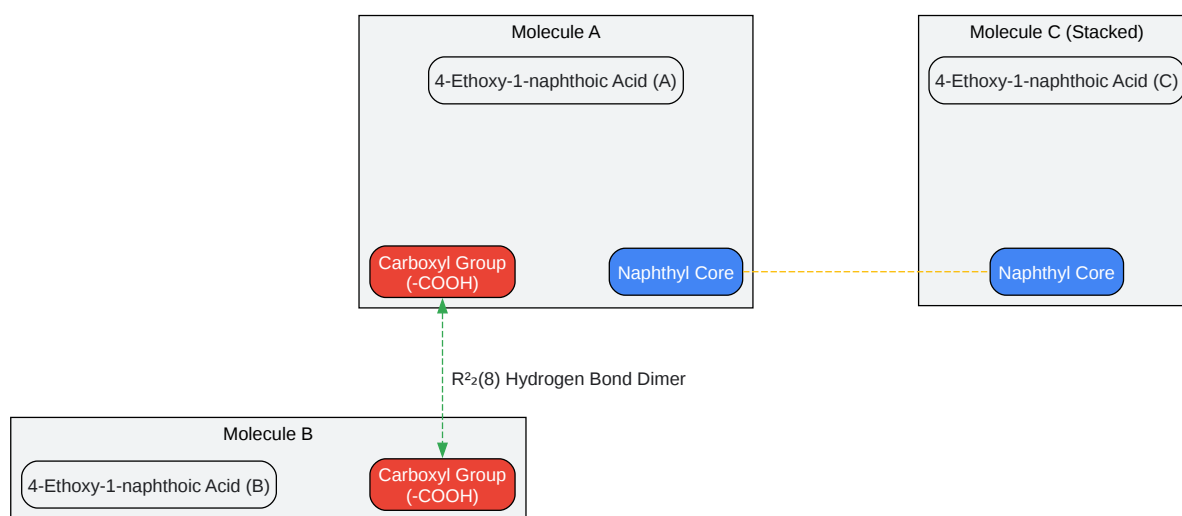 Molecule A
Molecule C (Stacked)
4-Ethoxy-1-naphthoic Acid (A)
4-Ethoxy-1-naphthoic Acid (C)
Carboxyl Group
(-COOH)
Naphthyl Core
Naphthyl Core
R²₂(8) Hydrogen Bond Dimer
Molecule B
4-Ethoxy-1-naphthoic Acid (B)
Carboxyl Group
(-COOH)